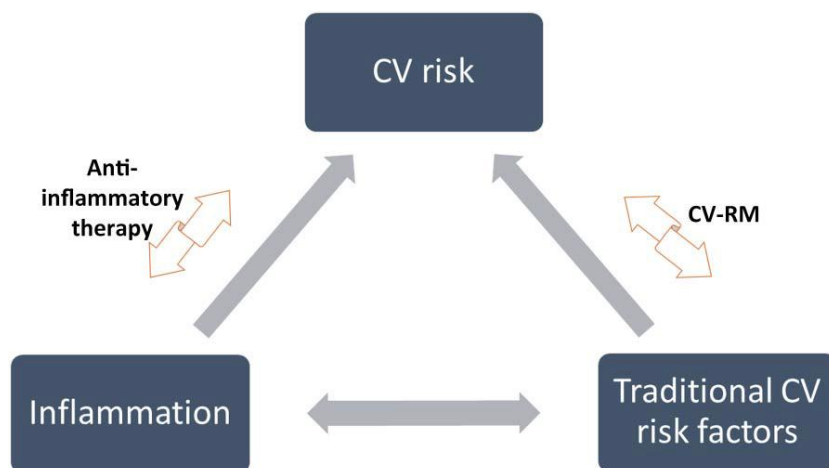 CV risk
Anti-
inflammatory
therapy
CV-RM
Inflammation
Traditional CV
risk factors